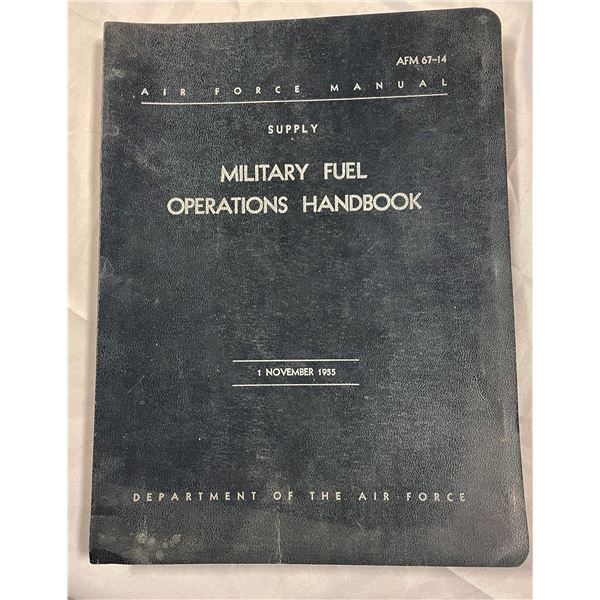 AFM 67-14
AIR FORCE MANUAL
SUPPLY
MILITARY FUEL
OPERATIONS HANDBOOK
1 NOVEMBER 1955
DEPARTMENT OF THE AIR FORCE